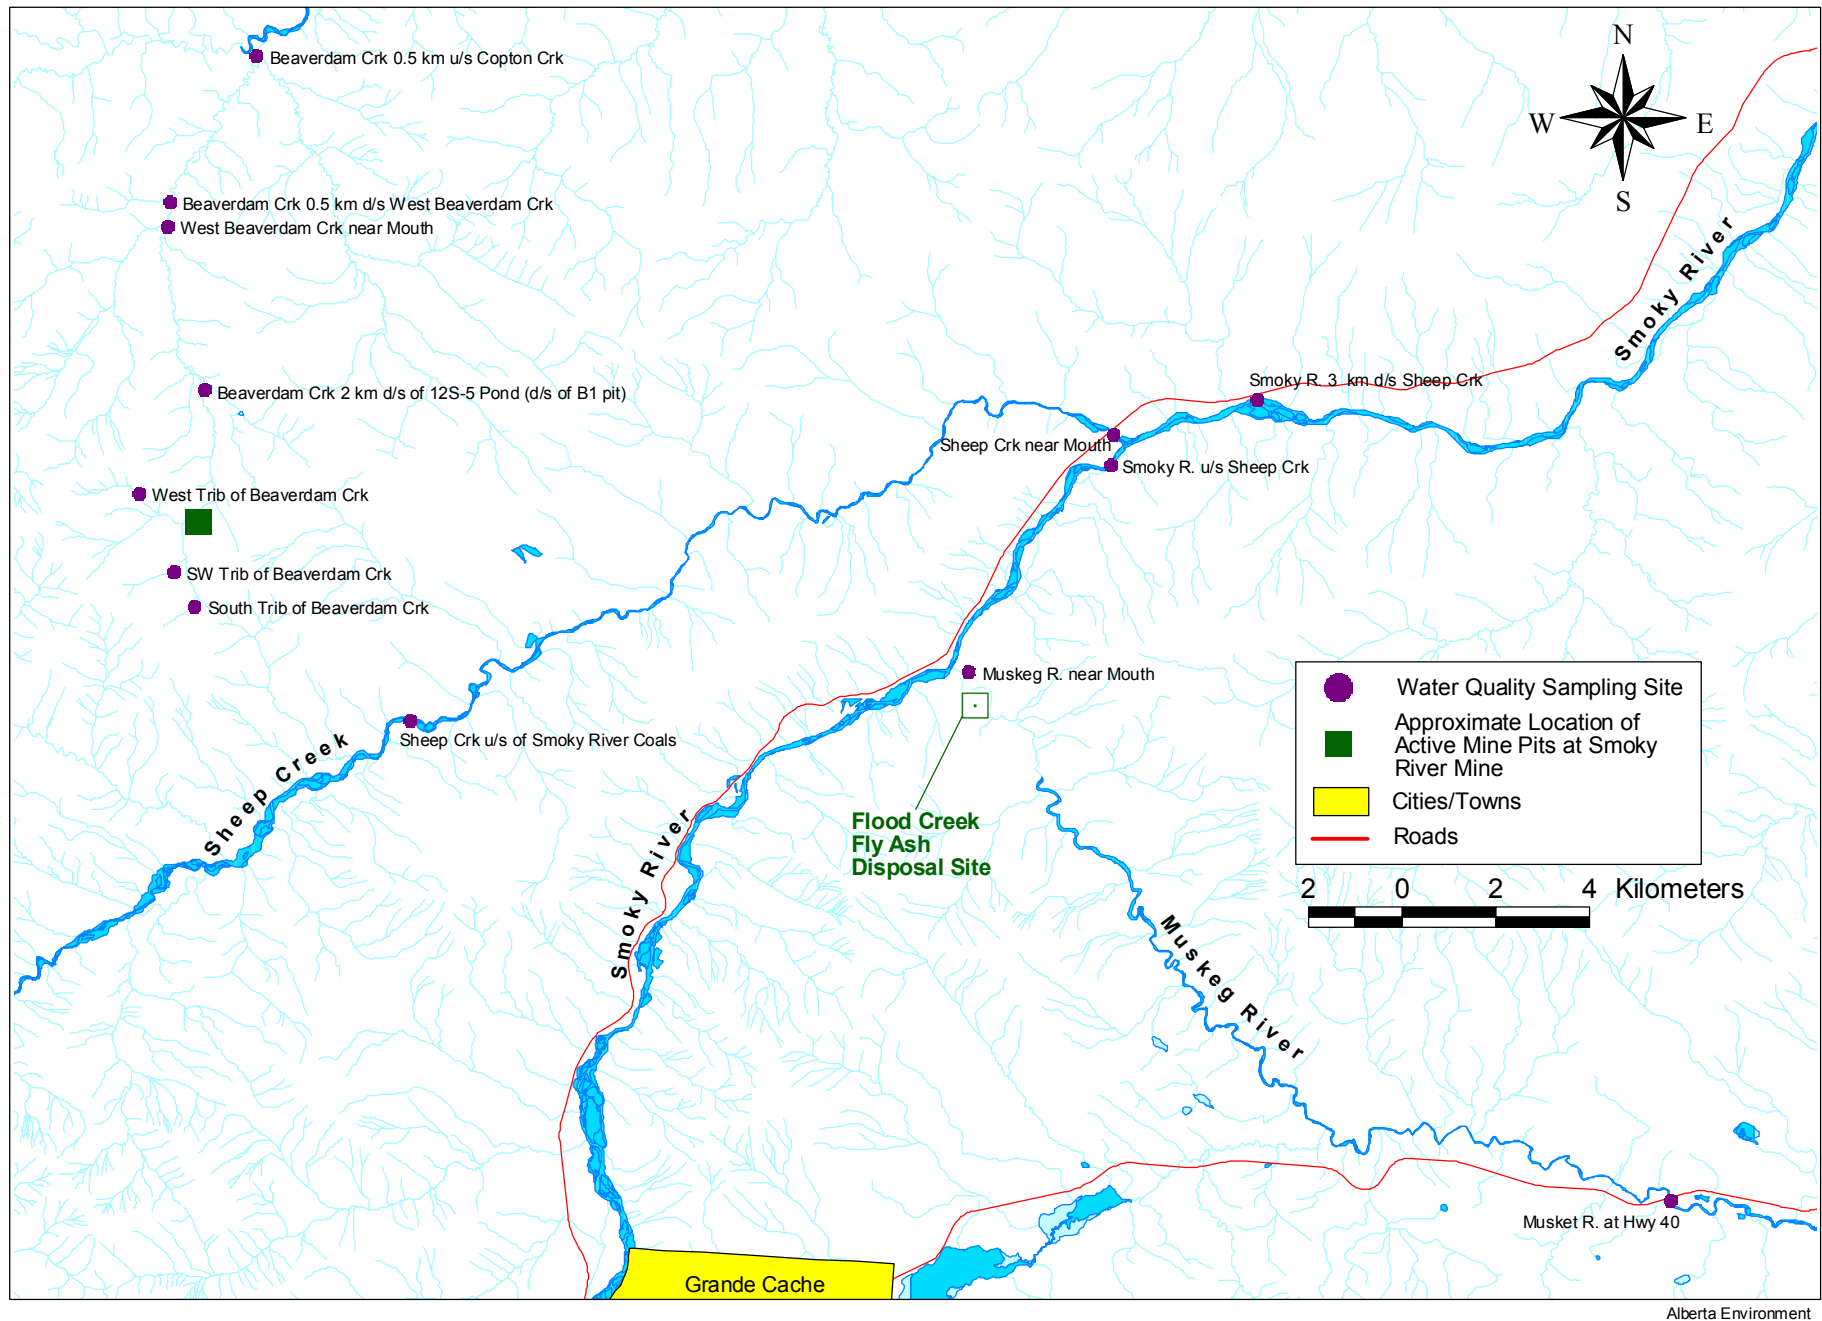 N
Beaverdam Crk 0.5 km u/s Copton Crk
W
E
S
Beaverdam Crk 0.5 km d/s West Beaverdam Crk
West Beaverdam Crk near Mouth
Smoky River
Smoky R. 3 km d/s Sheep Crk
Beaverdam Crk 2 km d/s of 12S-5 Pond (d/s of B1 pit)
Sheep Crk near Mouth
Smoky R. u/s Sheep Crk
West Trib of Beaverdam Crk
SW Trib of Beaverdam Crk
South Trib of Beaverdam Crk
Muskeg R. near Mouth
Sheep Crk u/s of Smoky River Coals
Sheep Creek
Smoky River
Flood Creek
Fly Ash
Disposal Site
Water Quality Sampling Site
Approximate Location of
Active Mine Pits at Smoky
River Mine
Cities/Towns
Roads
2 0 2 4 Kilometers
Muskeg River
Musket R. at Hwy 40
Grande Cache
Alberta Environment